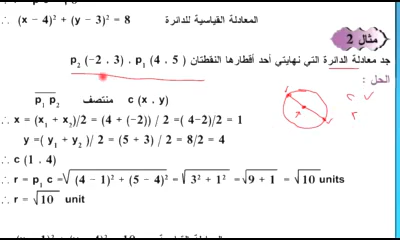 ∴ (x − 4)² + (y − 3)² = 8 المعادلة القياسية للدائرة
مثال 2
جد معادلة الدائرة التي نهايتي أحد أقطارها النقطتان P₁ (4 ، 5) ، P₂ (-2 ، 3)
الحل :
c (x ، y) منتصف P₁ P₂
∴ x = (x₁ + x₂)/2 = (4 + (-2)) / 2 =( 4-2)/2 = 1
y =( y₁ + y₂ )/ 2 = (5 + 3) / 2 = 8/2 = 4
∴ c (1 ، 4)
∴ r = p₁ c =√(4 − 1)² + (5 − 4)² = √3² + 1² =√9 + 1 = √10 units
∴ r = √10 unit